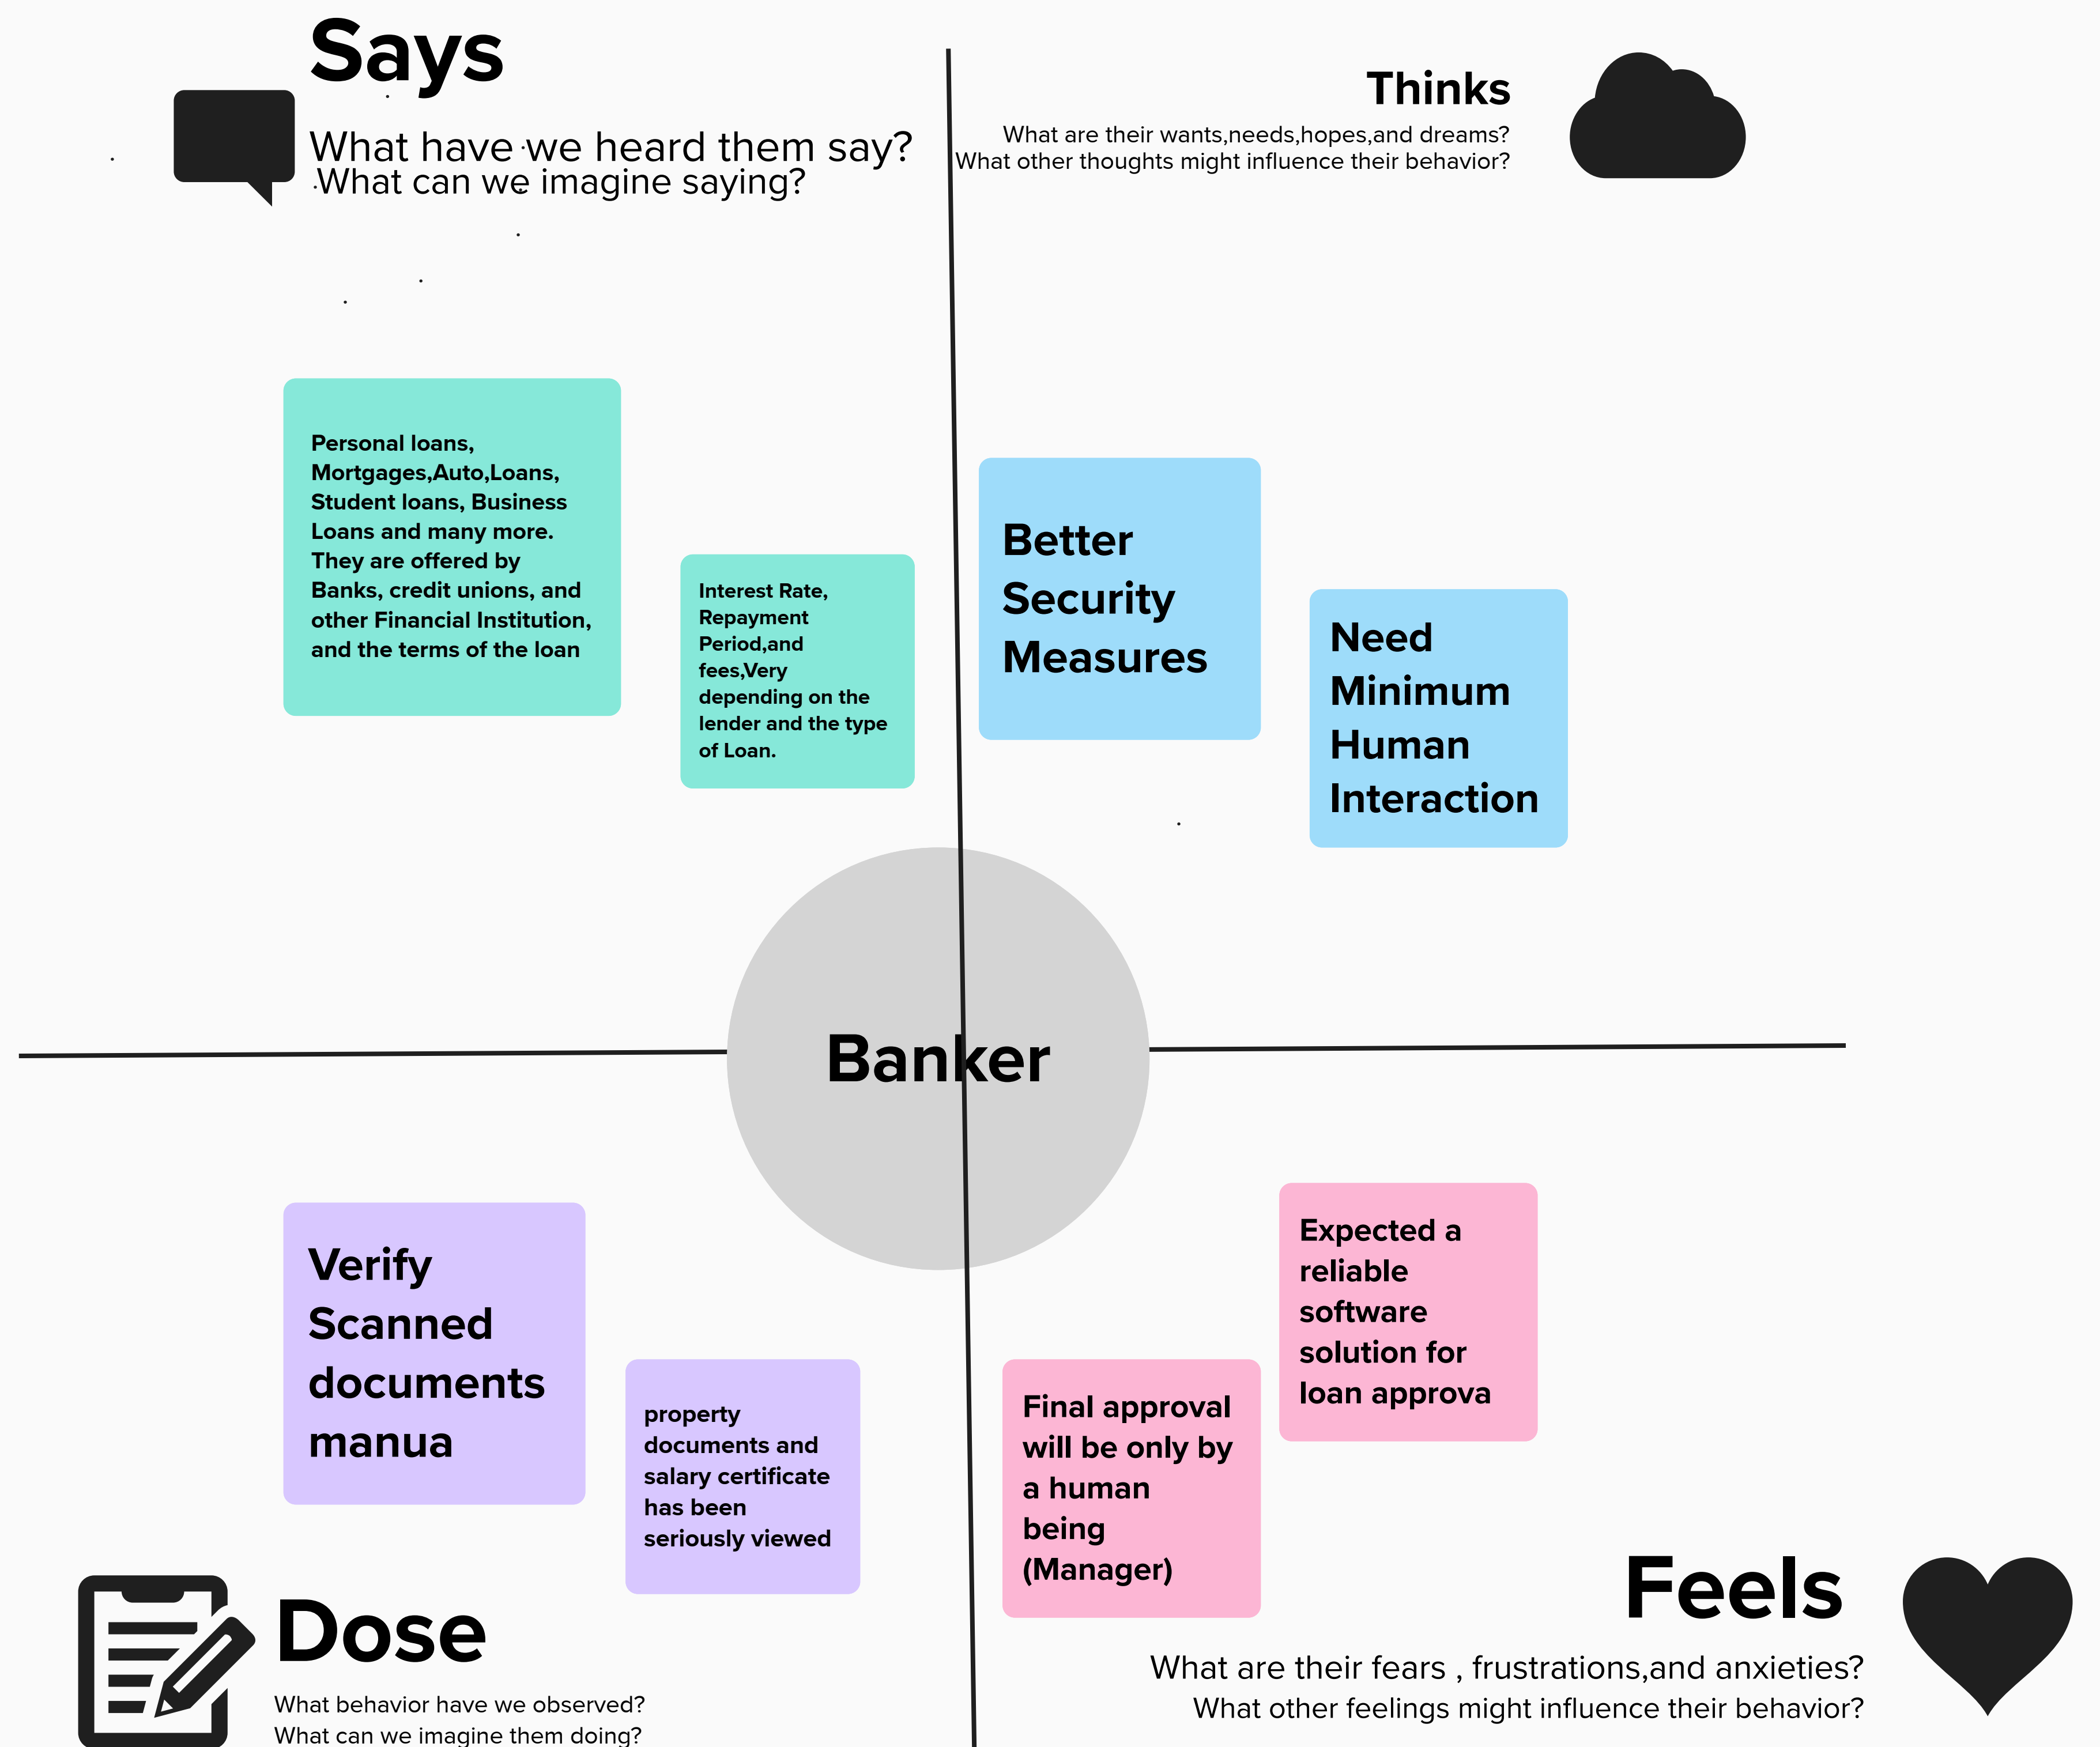 Says
What have we heard them say?
What can we imagine saying?
Thinks
What are their wants,needs,hopes,and dreams?
What other thoughts might influence their behavior?
Personal loans,
Mortgages,Auto,Loans,
Student loans, Business
Loans and many more.
They are offered by
Banks, credit unions, and
other Financial Institution,
and the terms of the loan
Interest Rate,
Repayment
Period,and
fees,Very
depending on the
lender and the type
of Loan.
Better
Security
Measures
Need
Minimum
Human
Interaction
Banker
Verify
Scanned
documents
manua
property
documents and
salary certificate
has been
seriously viewed
Expected a
reliable
software
solution for
loan approva
Final approval
will be only by
a human
being
(Manager)
Dose
What behavior have we observed?
What can we imagine them doing?
Feels
What are their fears , frustrations,and anxieties?
What other feelings might influence their behavior?